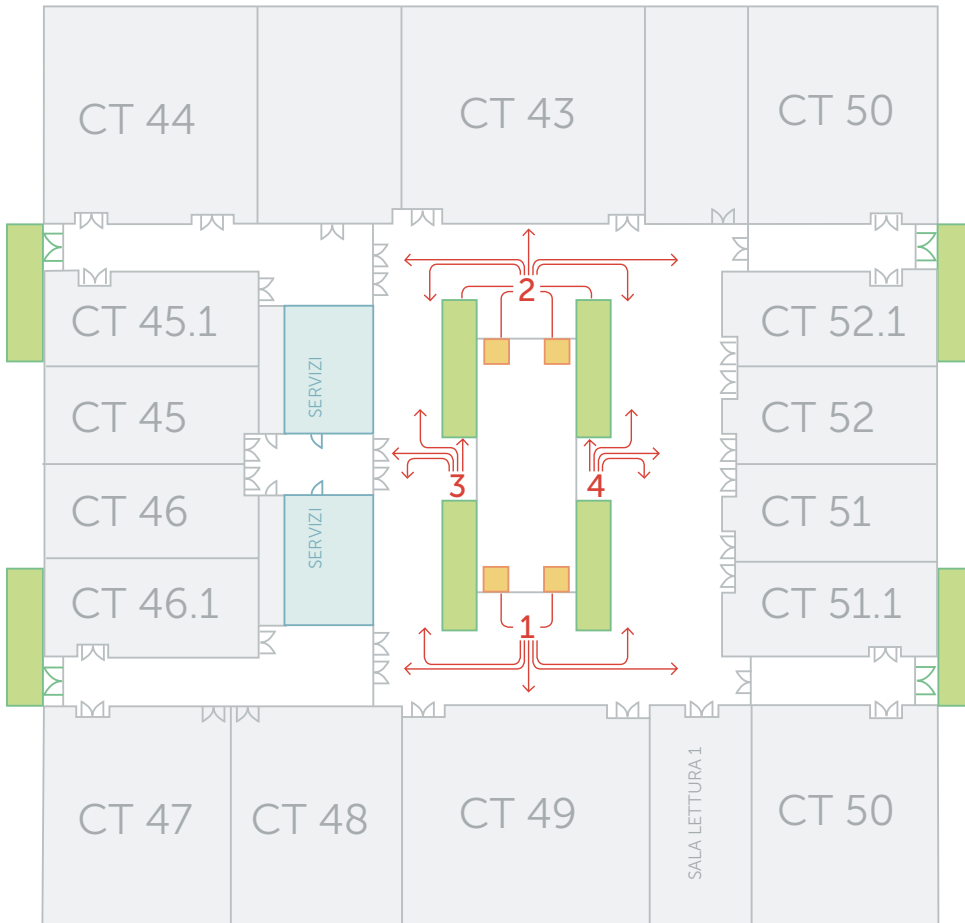 CT 44
CT 43
CT 50
2
CT 45.1
SERVIZI
CT 52.1
CT 45
CT 52
3
4
CT 46
SERVIZI
CT 51
CT 46.1
CT 51.1
1
CT 47
CT 48
CT 49
SALA LETTURA 1
CT 50